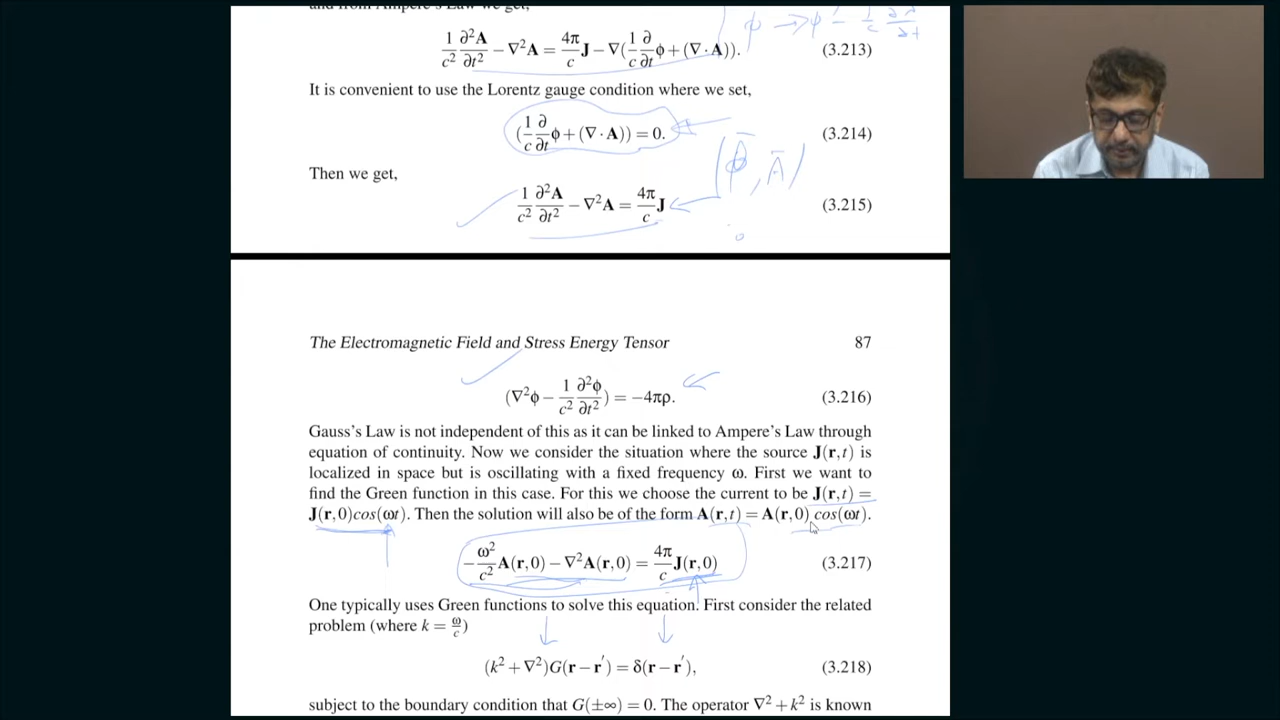 and from Ampere's Law we get,
1/c² ∂²A/∂t² − ∇²A = 4π/c J − ∇(1/c ∂/∂t ϕ + (∇ · A)). (3.213)
It is convenient to use the Lorentz gauge condition where we set,
(1/c ∂/∂t ϕ + (∇ · A)) = 0. (3.214)
Then we get,
1/c² ∂²A/∂t² − ∇²A = 4π/c J (3.215)
The Electromagnetic Field and Stress Energy Tensor 87
(∇²ϕ − 1/c² ∂²ϕ/∂t²) = −4πρ. (3.216)
Gauss's Law is not independent of this as it can be linked to Ampere's Law through
equation of continuity. Now we consider the situation where the source J(r,t) is
localized in space but is oscillating with a fixed frequency ω. First we want to
find the Green function in this case. For this we choose the current to be J(r,t) =
J(r,0)cos(ωt). Then the solution will also be of the form A(r,t) = A(r,0) cos(ωt).
−ω²/c² A(r,0) − ∇²A(r,0) = 4π/c J(r,0) (3.217)
One typically uses Green functions to solve this equation. First consider the related
problem (where k = ω/c)
(k² + ∇²)G(r − r′) = δ(r − r′), (3.218)
subject to the boundary condition that G(±∞) = 0. The operator ∇² + k² is known